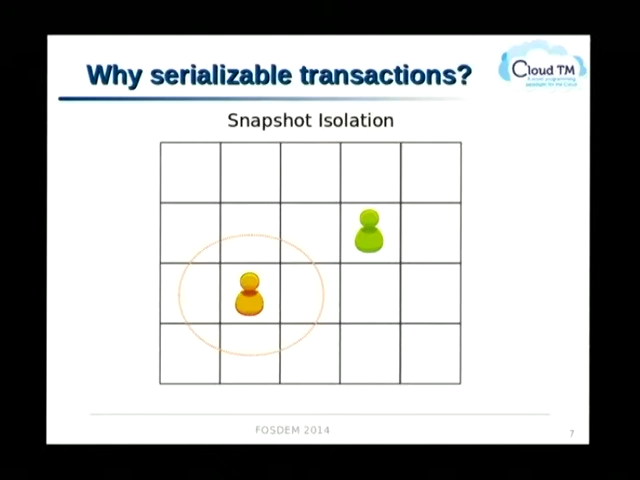 Why serializable transactions?
Cloud TM
Snapshot Isolation
FOSDEM 2014
7